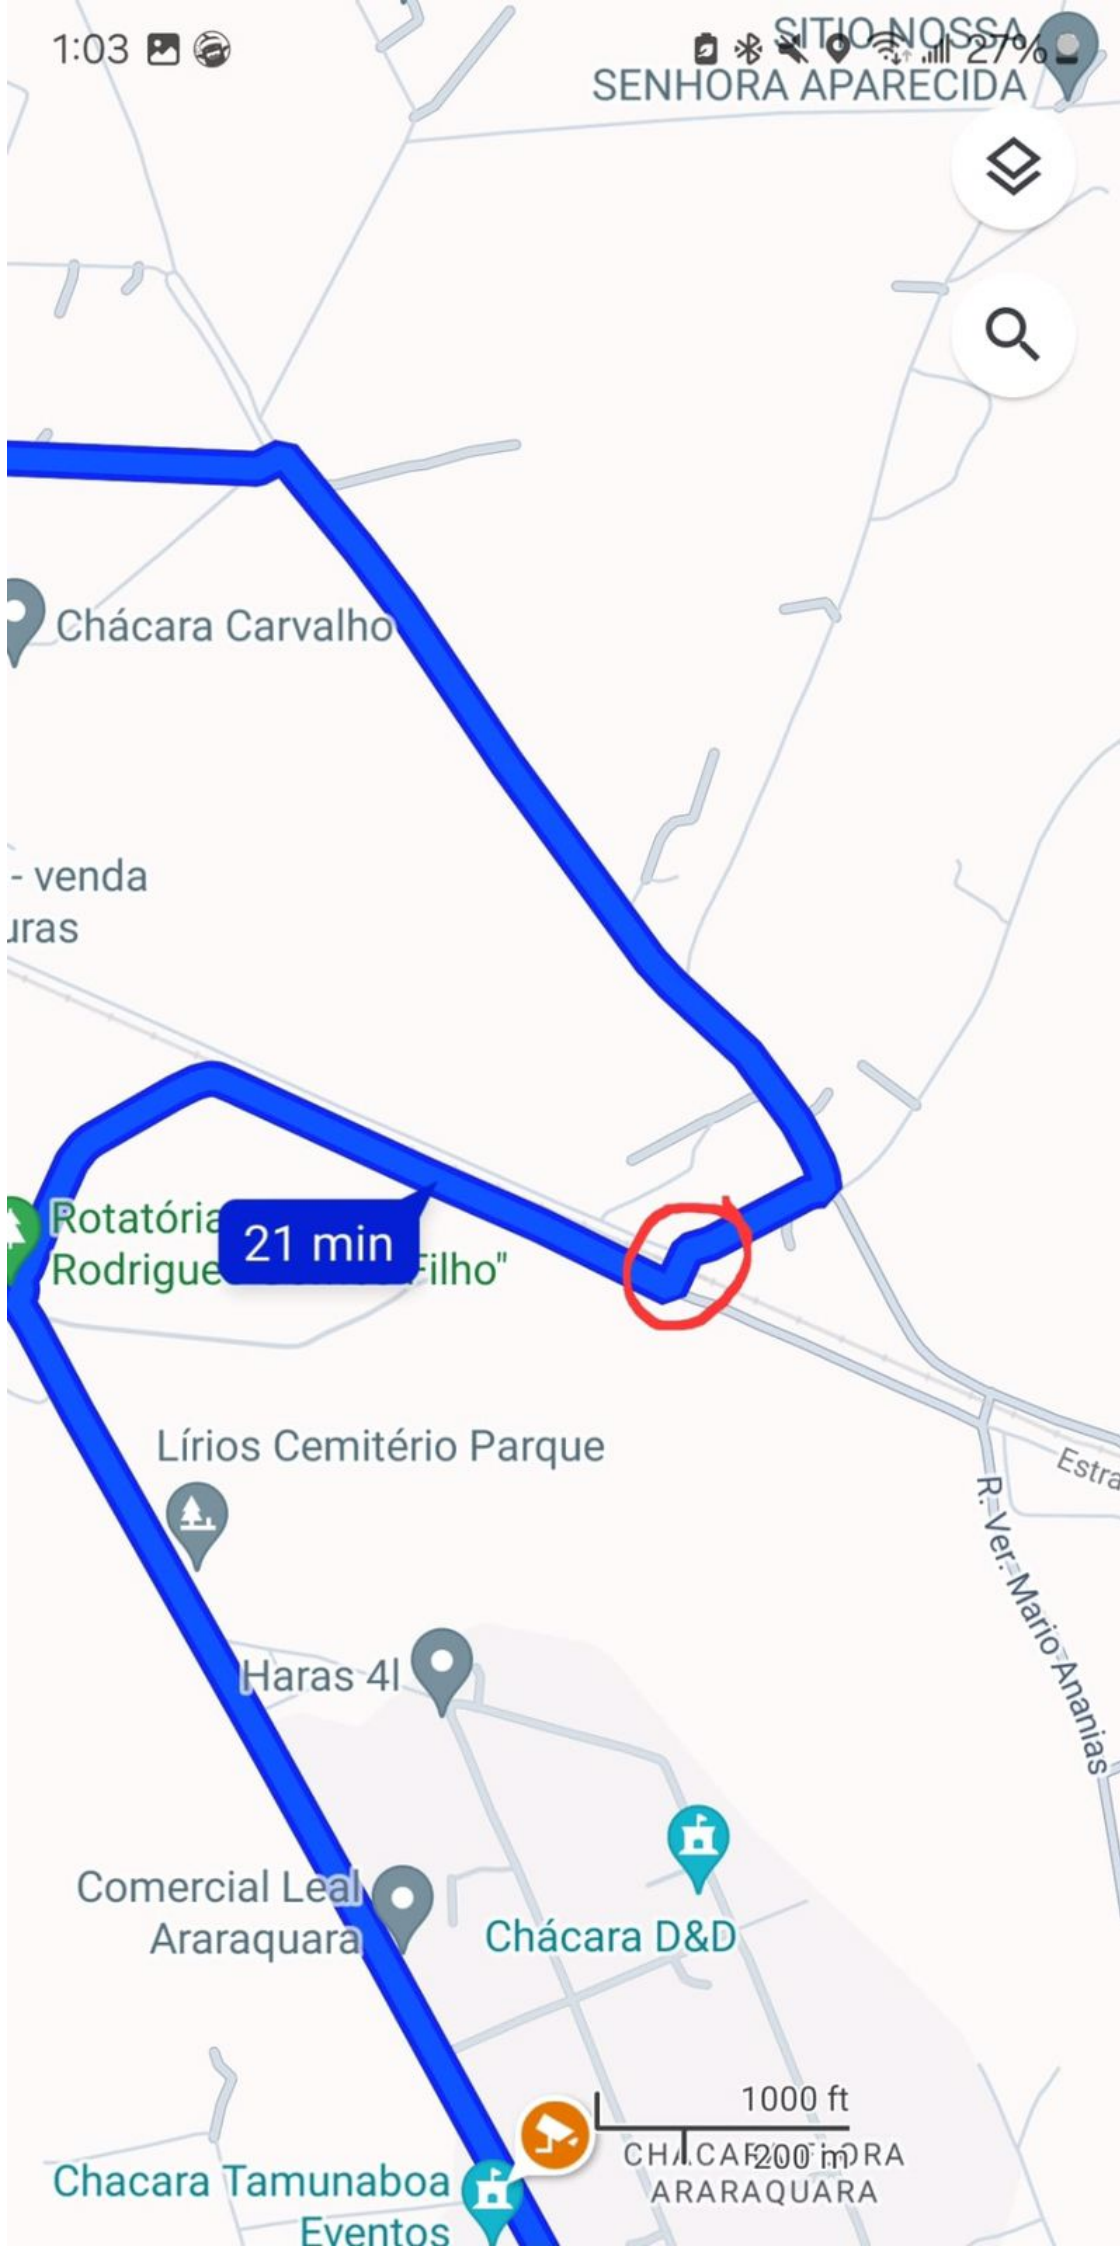 1:03
27%
SITIO NOSSA
SENHORA APARECIDA
Chácara Carvalho
- venda
uras
Rotatória
21 min
Rodrigue Filho"
Lírios Cemitério Parque
Estra
R. Ver. Mario Ananias
Haras 4l
Comercial Leal
Araraquara
Chácara D&D
1000 ft
200 m
ARARAQUARA
Chacara Tamunaboa
Eventos